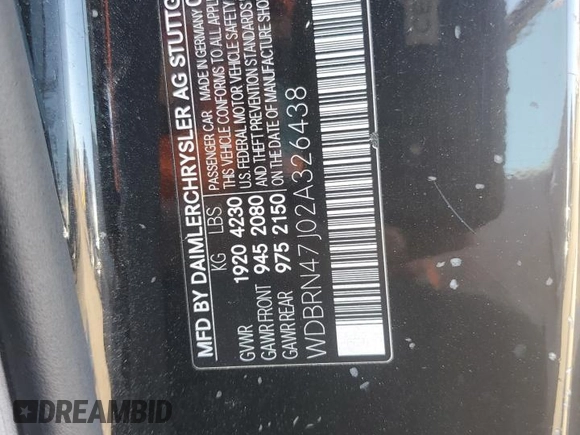 MFD BY DAIMLERCHRYSLER AG STUTTG
PASSENGER CAR MADE IN GERMANY
KG LBS THIS VEHICLE CONFORMS TO ALL APPL
GVWR 1920 4230 U.S. FEDERAL MOTOR VEHICLE SAFETY
GAWR FRONT 945 2080 AND THEFT PREVENTION STANDARDS
GAWR REAR 975 2150 ON THE DATE OF MANUFACTURE SHO
WDBRN47J02A326438
DREAMBID